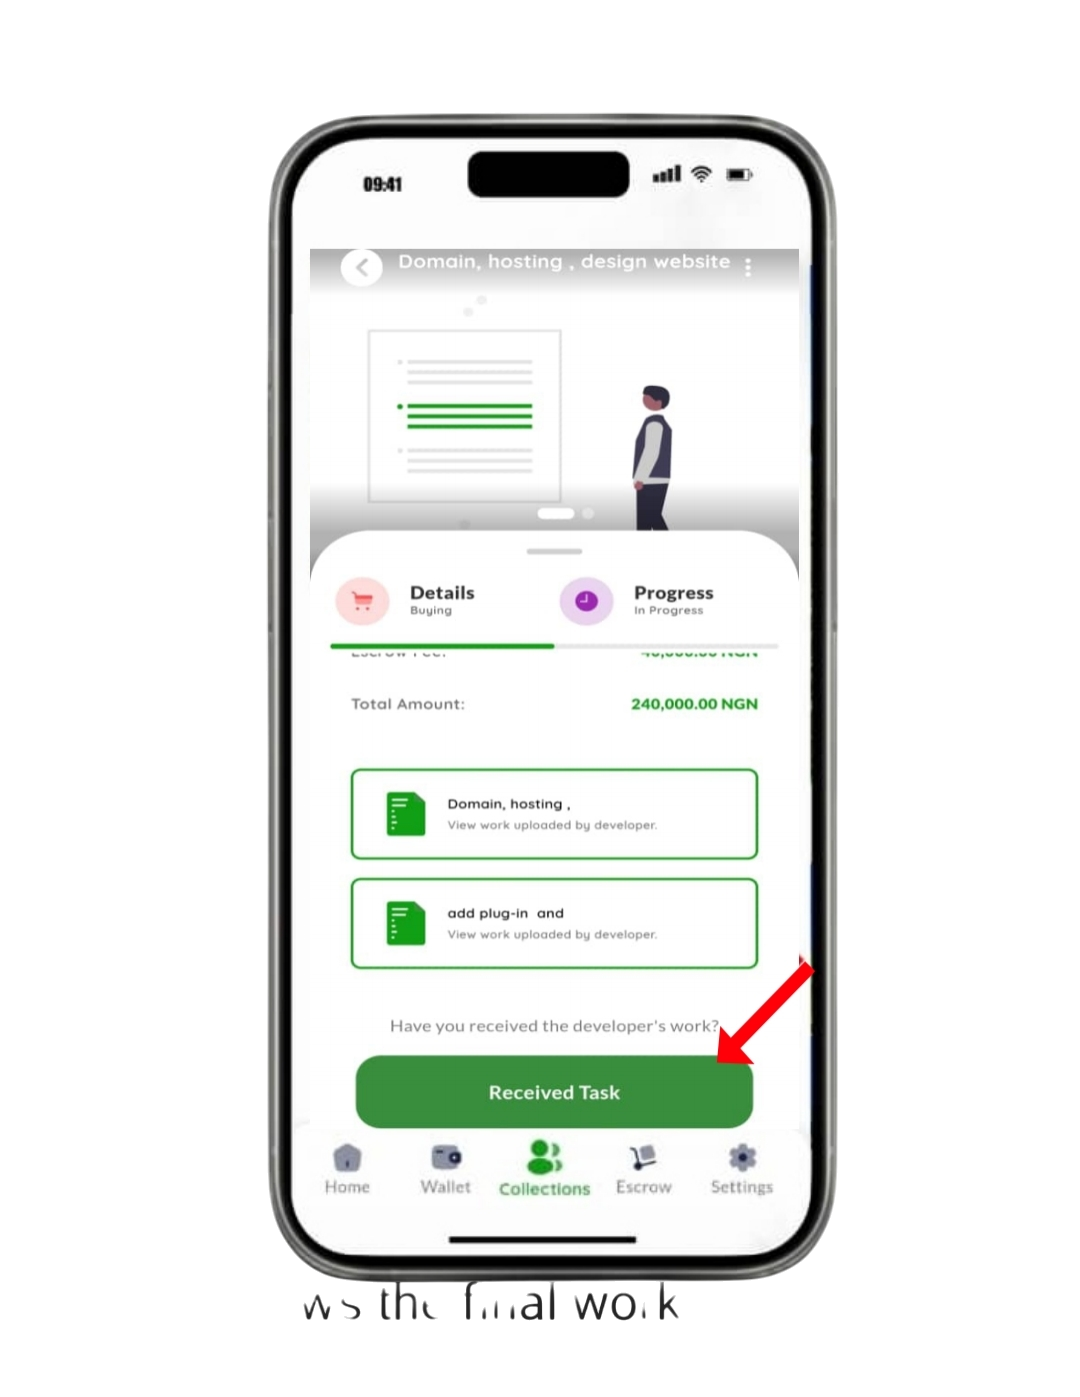 09:41
Domain, hosting , design website
Details
Buying
Progress
In Progress
Total Amount:
240,000.00 NGN
Domain, hosting ,
View work uploaded by developer.
add plug-in  and
View work uploaded by developer.
Have you received the developer's work?
Received Task
Home
Wallet
Collections
Escrow
Settings
the final work